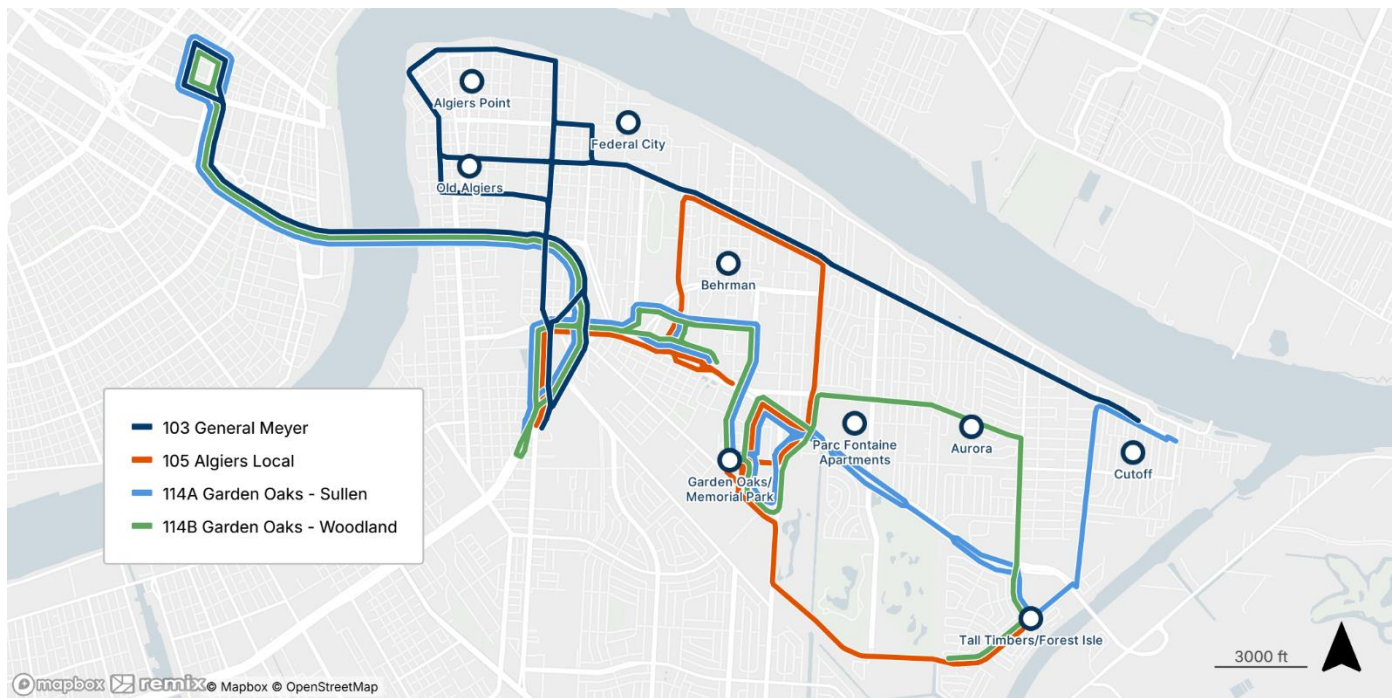 Algiers Point
Federal City
Old Algiers
Behrman
103 General Meyer
105 Algiers Local
114A Garden Oaks - Sullen
114B Garden Oaks - Woodland
Parc Fontaine
Apartments
Aurora
Cutoff
Garden Oaks/
Memorial Park
Tall Timbers/Forest Isle
3000 ft
mapbox remix © Mapbox © OpenStreetMap